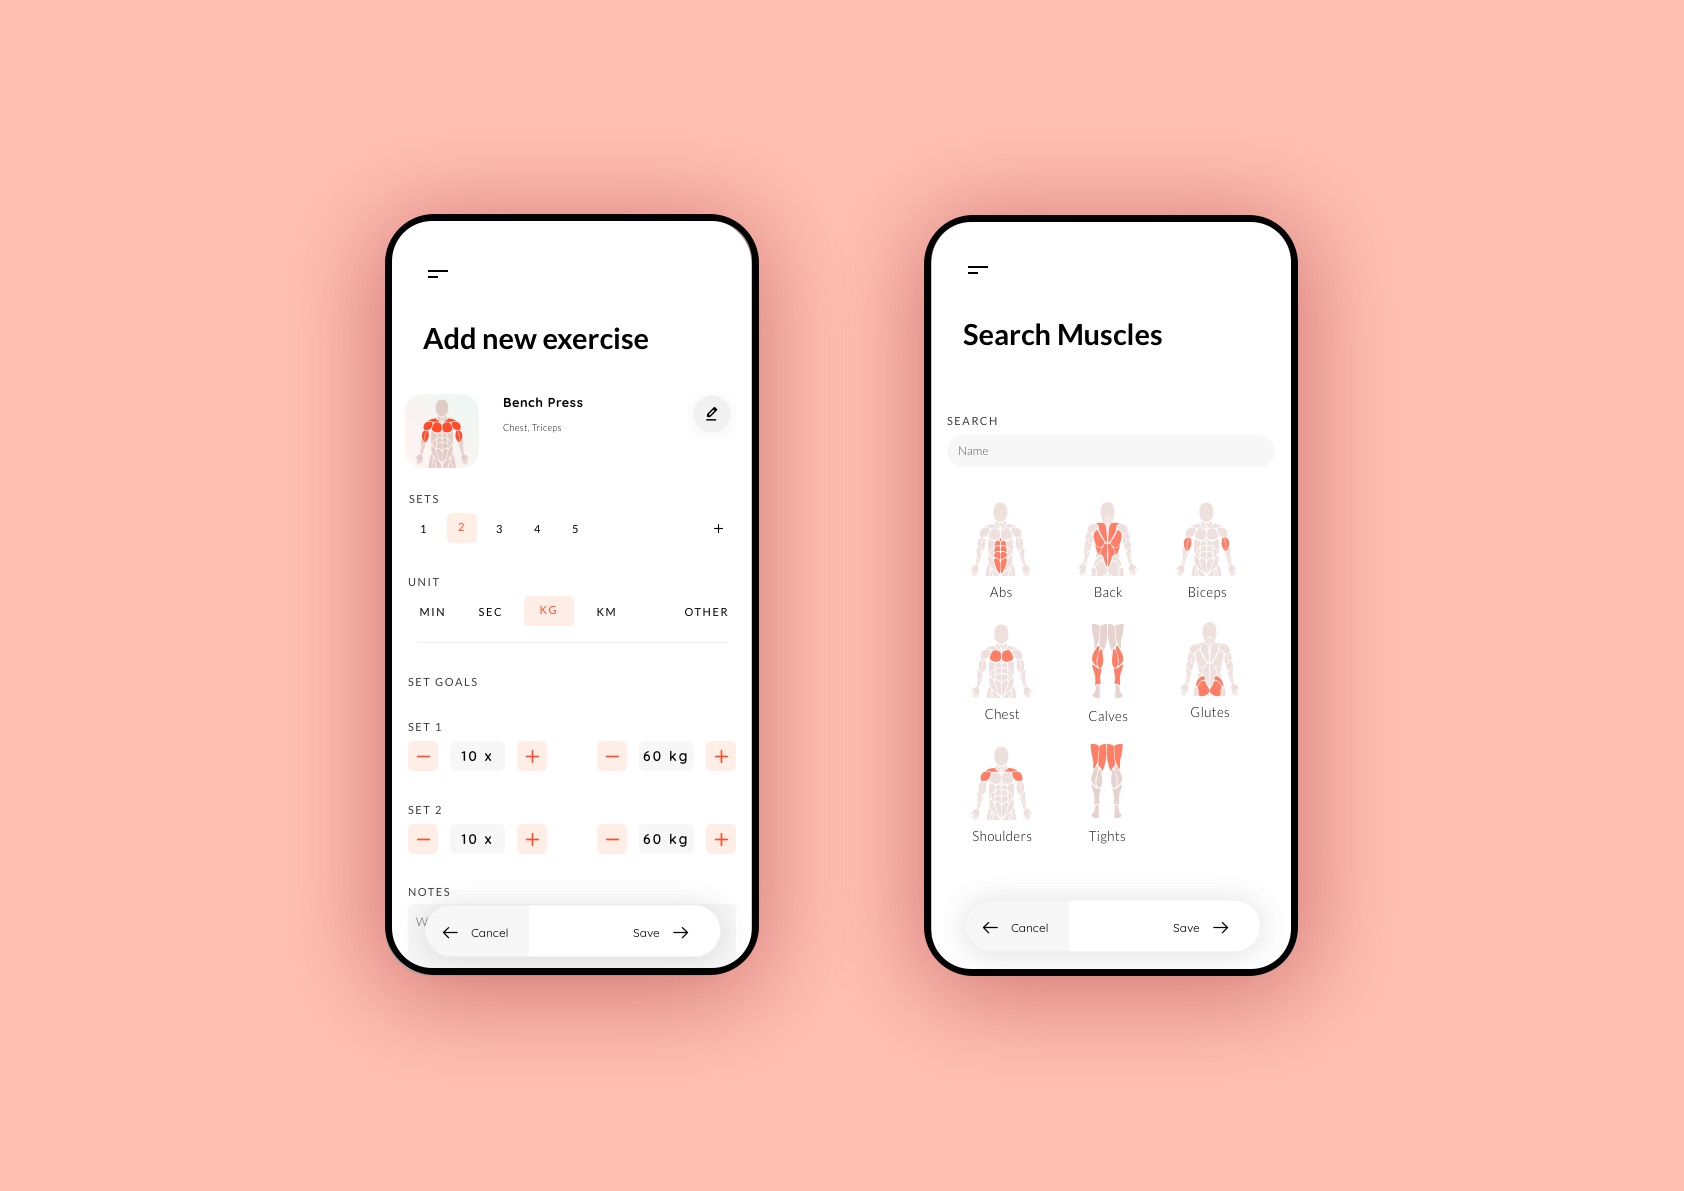 Add new exercise
Bench Press
Chest, Triceps
SETS
1 2 3 4 5 +
UNIT
MIN SEC KG KM OTHER
SET GOALS
SET 1
10 x 60 kg
SET 2
10 x 60 kg
NOTES
W
Cancel Save
Search Muscles
SEARCH
Name
Abs Back Biceps
Chest Calves Glutes
Shoulders Tights
Cancel Save